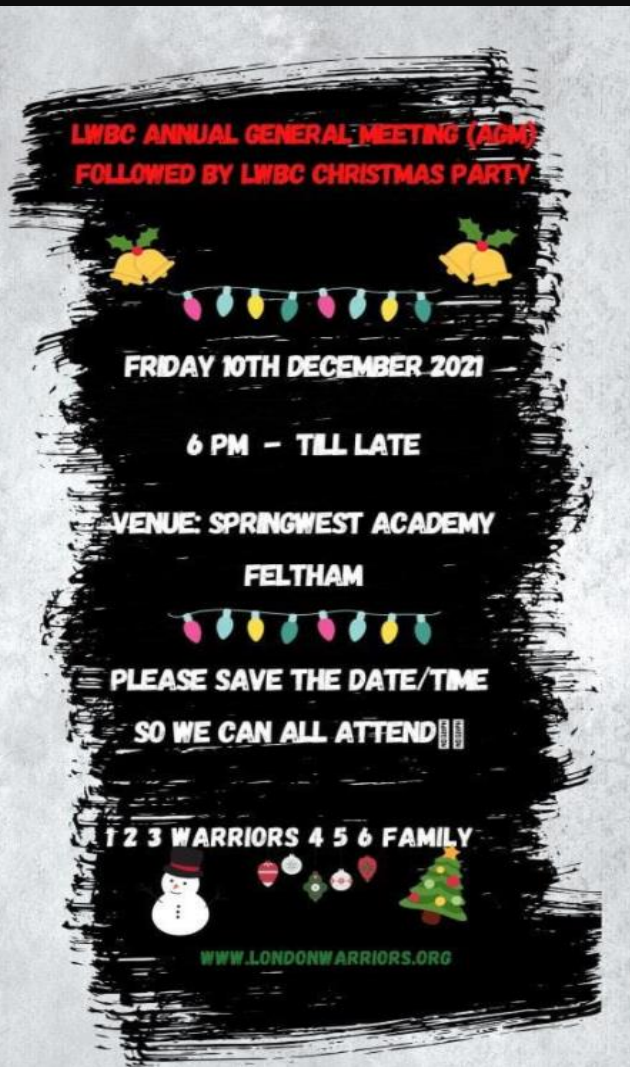 LWBC ANNUAL GENERAL MEETING (AGM)
FOLLOWED BY LWBC CHRISTMAS PARTY
FRIDAY 10TH DECEMBER 2021
6 PM – TILL LATE
VENUE: SPRINGWEST ACADEMY
FELTHAM
PLEASE SAVE THE DATE/TIME
SO WE CAN ALL ATTEND
1 2 3 WARRIORS 4 5 6 FAMILY
WWW.LONDONWARRIORS.ORG